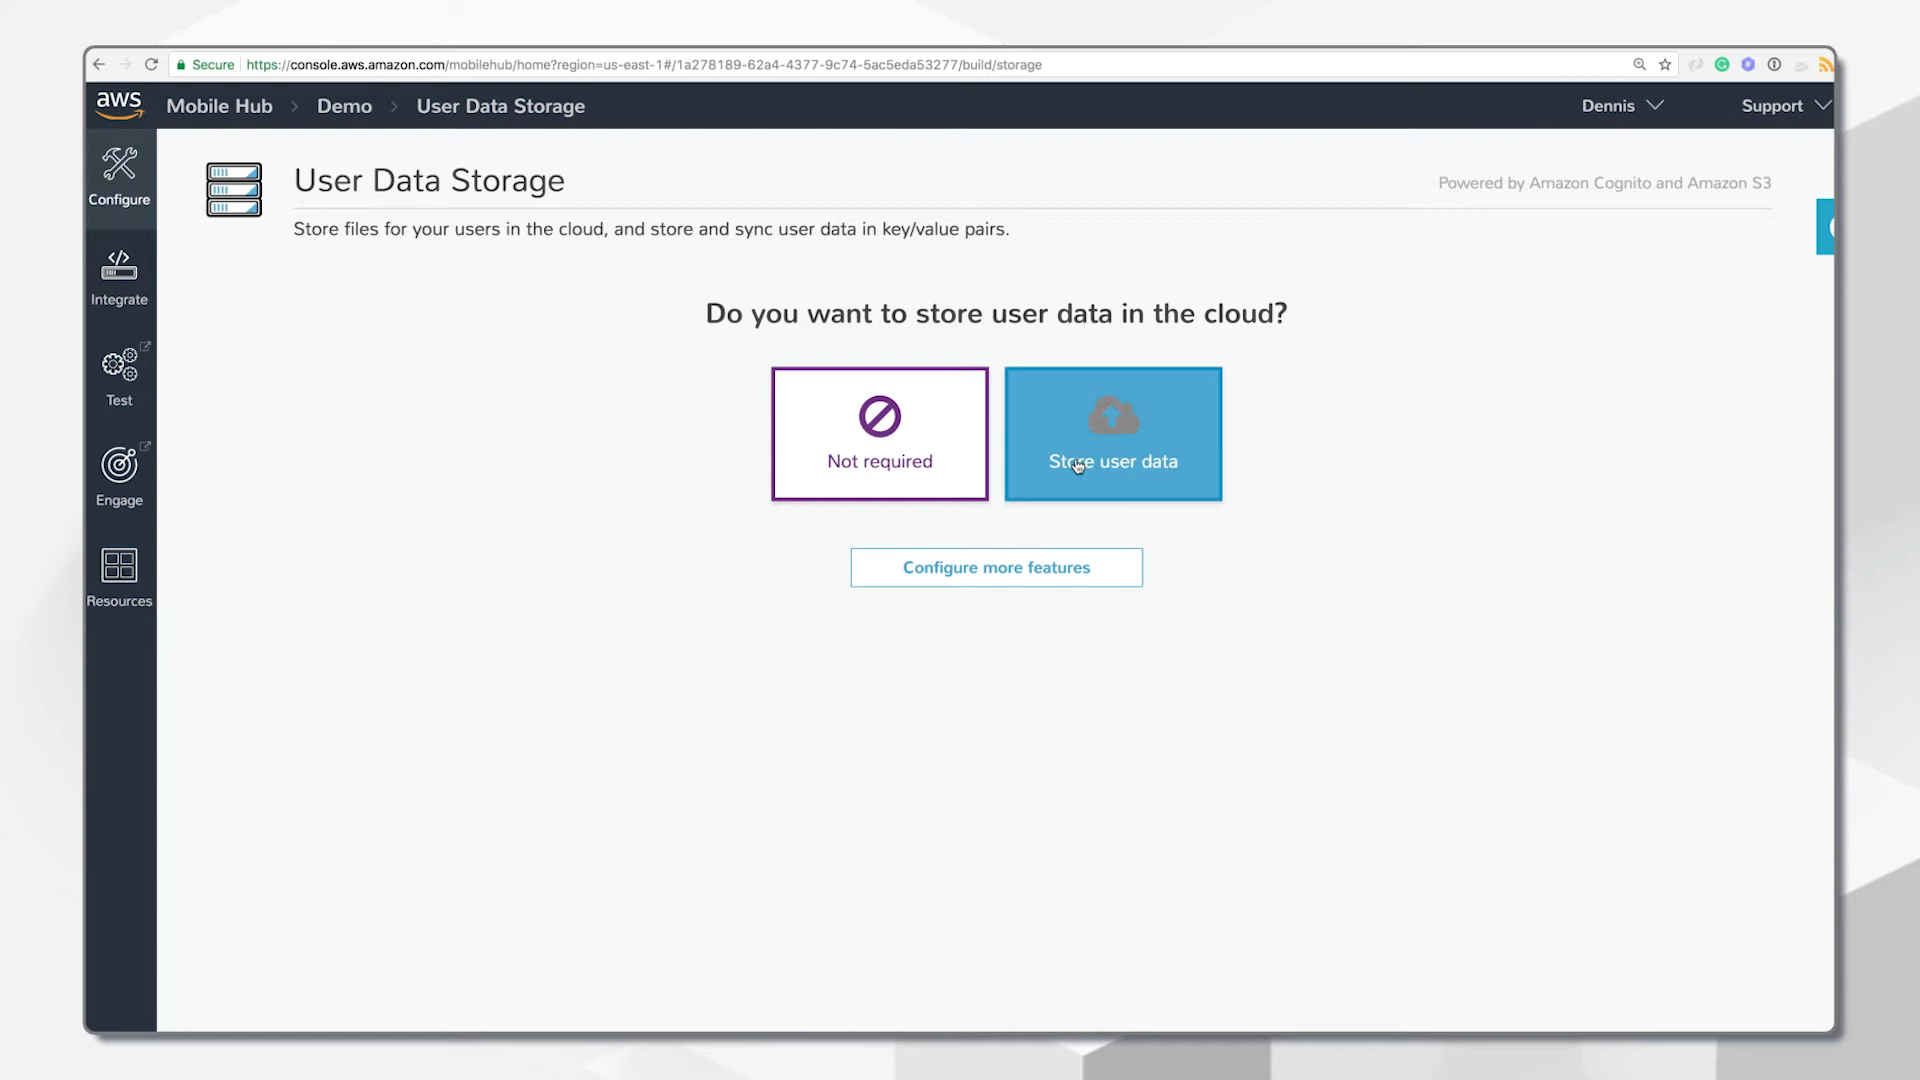 Secure https://console.aws.amazon.com/mobilehub/home?region=us-east-1#/1a278189-62a4-4377-9c74-5ac5eda53277/build/storage
aws Mobile Hub > Demo > User Data Storage Dennis Support
Configure
Integrate
Test
Engage
Resources
User Data Storage
Powered by Amazon Cognito and Amazon S3
Store files for your users in the cloud, and store and sync user data in key/value pairs.
Do you want to store user data in the cloud?
Not required
Store user data
Configure more features